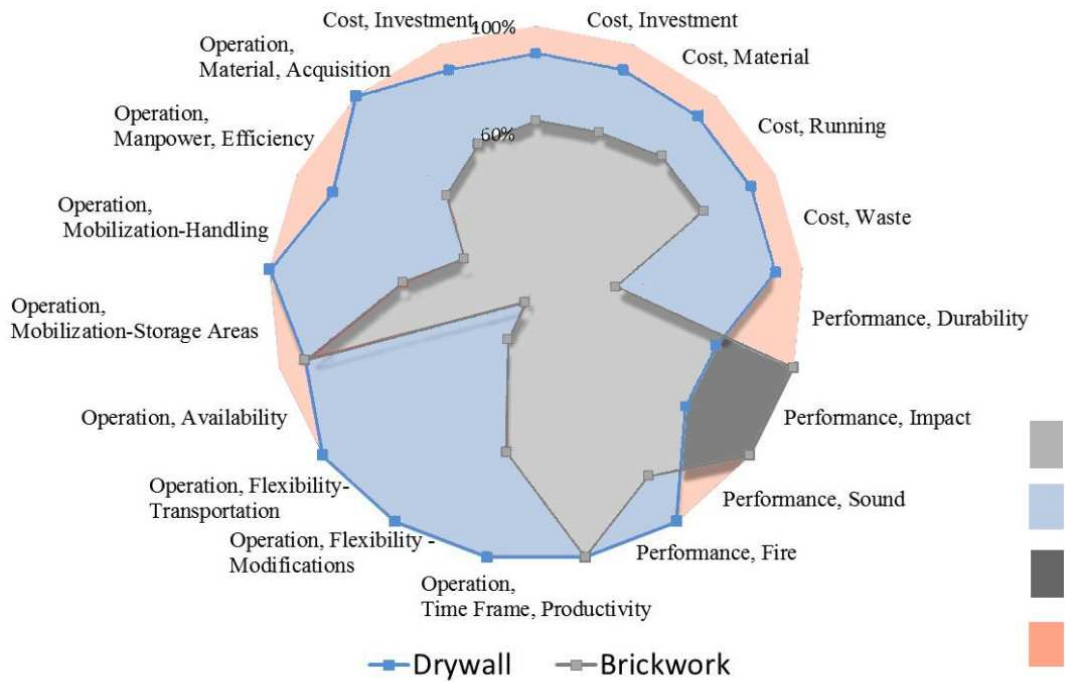 Cost, Investment
100%
Cost, Investment
Operation,
Material, Acquisition
Cost, Material
Operation,
Manpower, Efficiency
Cost, Running
60%
Operation,
Mobilization-Handling
Cost, Waste
Operation,
Mobilization-Storage Areas
Performance, Durability
Operation, Availability
Performance, Impact
Operation, Flexibility-
Transportation
Performance, Sound
Operation, Flexibility -
Modifications
Performance, Fire
Operation,
Time Frame, Productivity
Drywall
Brickwork